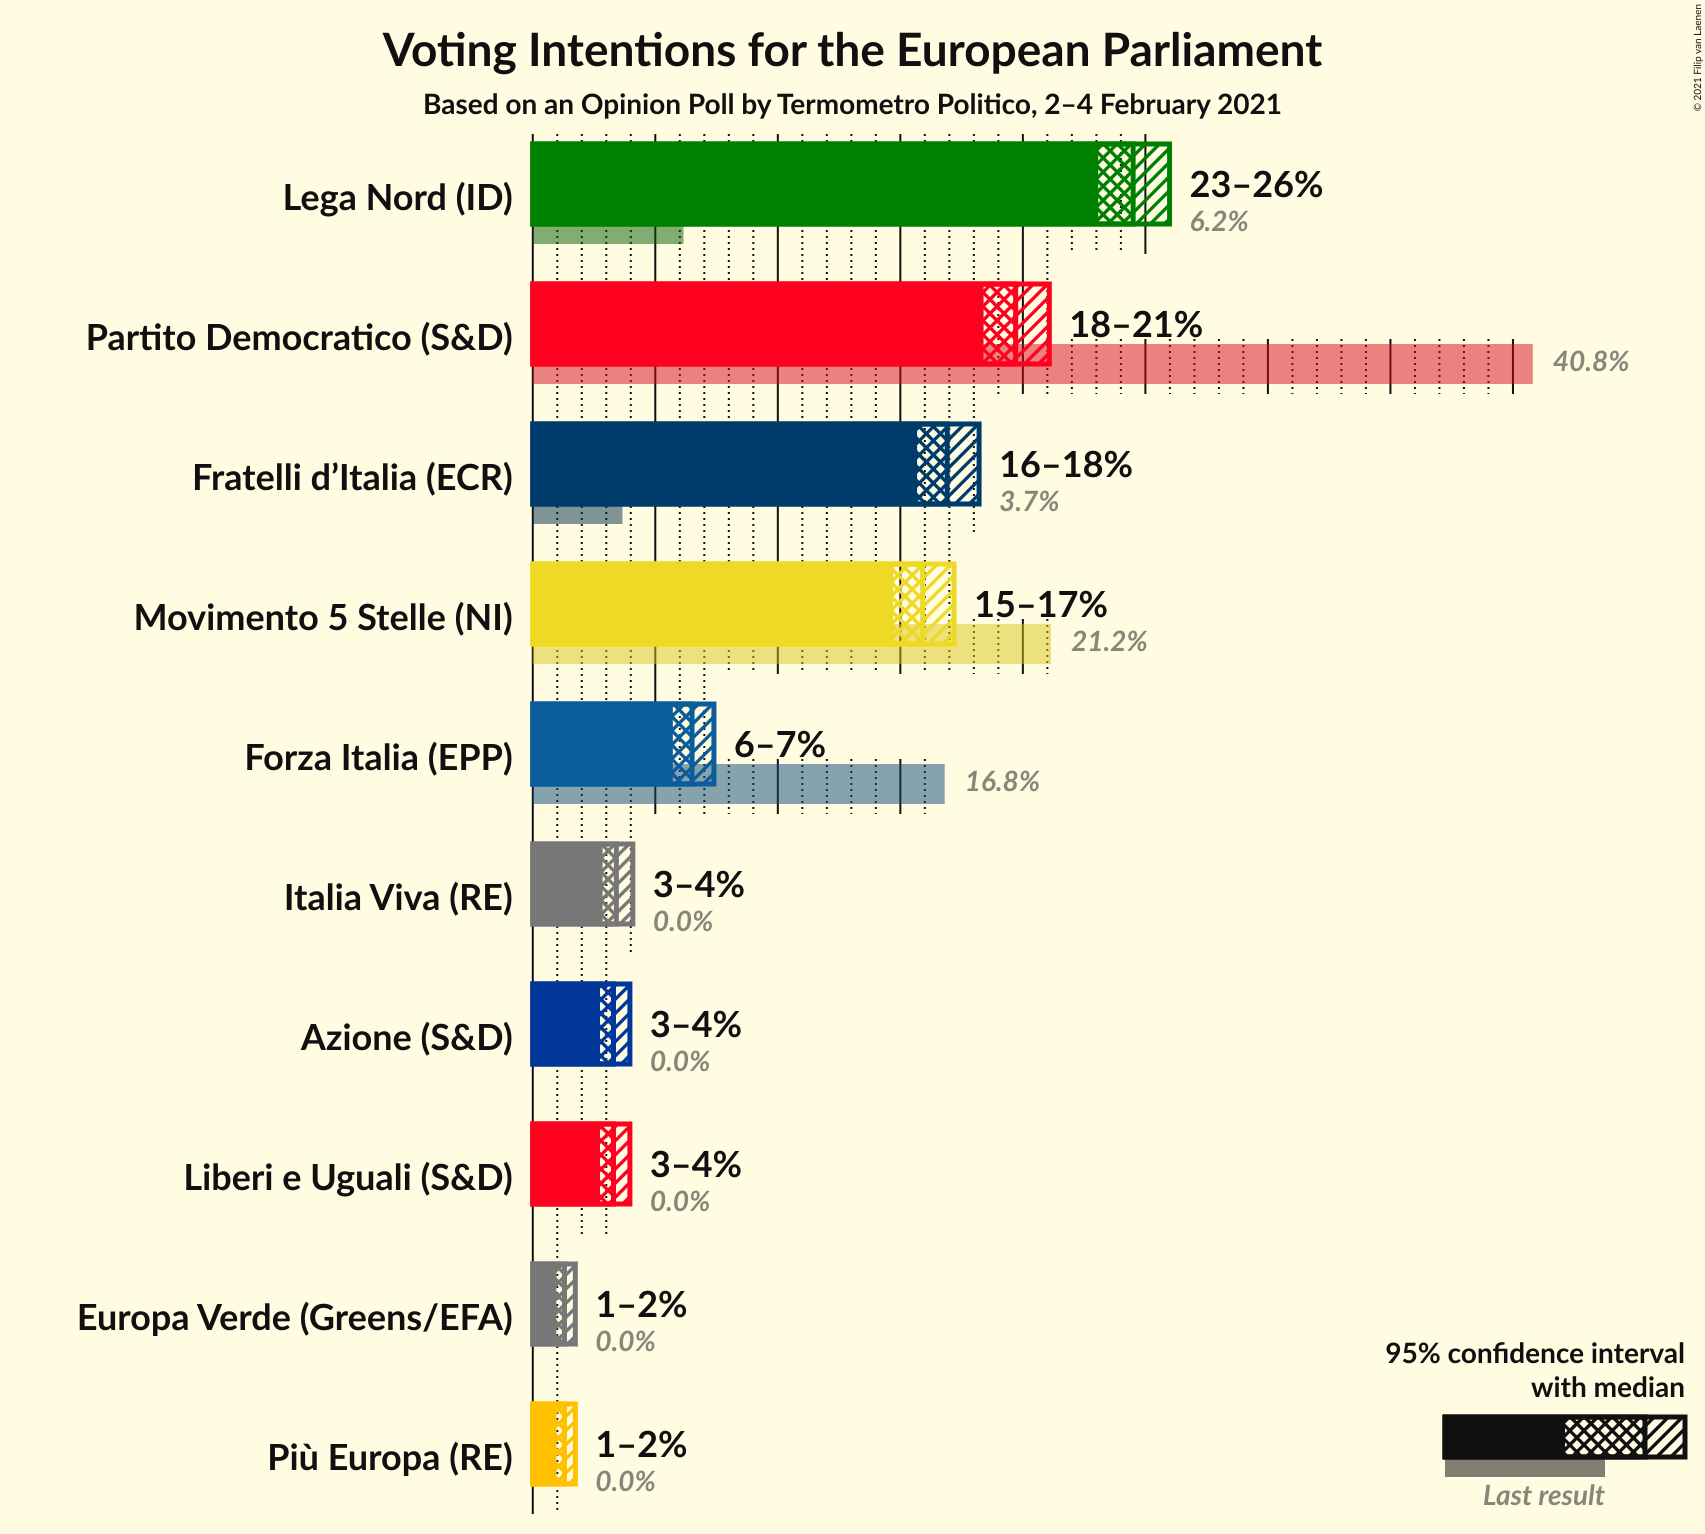 Voting Intentions for the European Parliament
Based on an Opinion Poll by Termometro Politico, 2–4 February 2021
© 2021 Filip van Laenen
Lega Nord (ID)
23–26%
6.2%
Partito Democratico (S&D)
18–21%
40.8%
Fratelli d’Italia (ECR)
16–18%
3.7%
Movimento 5 Stelle (NI)
15–17%
21.2%
Forza Italia (EPP)
6–7%
16.8%
Italia Viva (RE)
3–4%
0.0%
Azione (S&D)
3–4%
0.0%
Liberi e Uguali (S&D)
3–4%
0.0%
Europa Verde (Greens/EFA)
1–2%
0.0%
Più Europa (RE)
1–2%
0.0%
95% confidence interval
with median
Last result